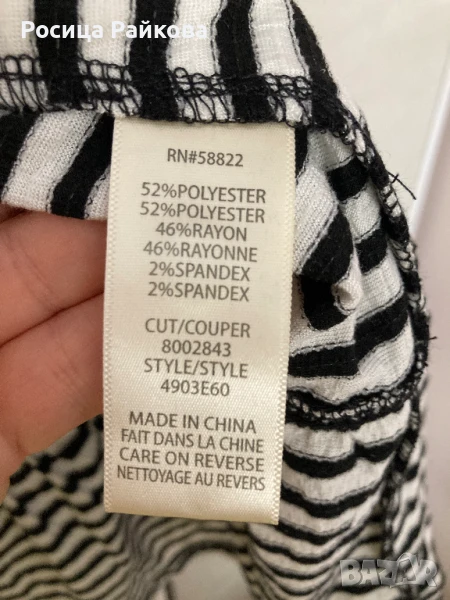 Росица Райкова
RN#58822
52%POLYESTER
52%POLYESTER
46%RAYON
46%RAYONNE
2%SPANDEX
2%SPANDEX
CUT/COUPER
8002843
STYLE/STYLE
4903E60
MADE IN CHINA
FAIT DANS LA CHINE
CARE ON REVERSE
NETTOYAGE AU REVERS
BAZAR